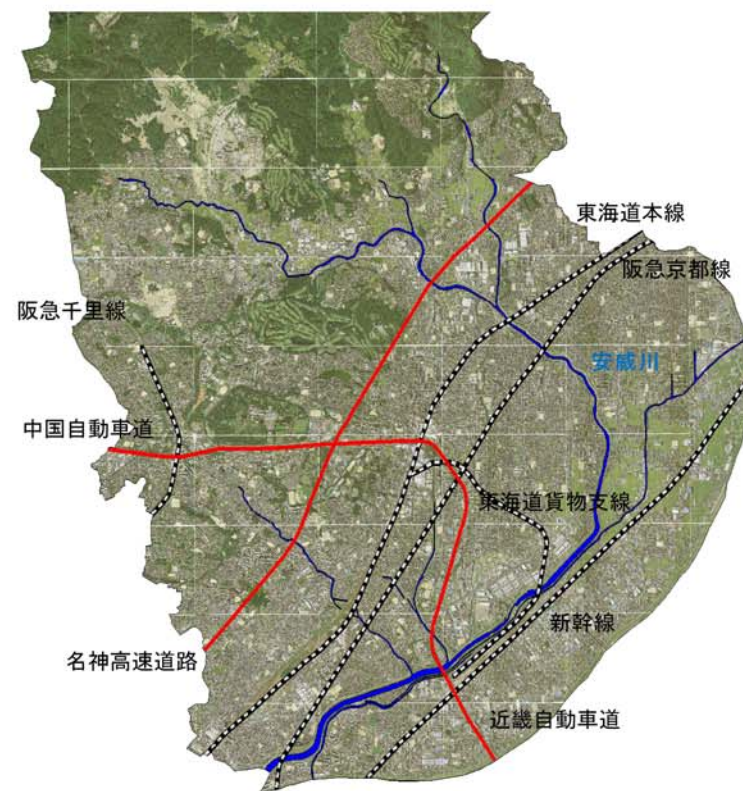 東海道本線
阪急京都線
阪急千里線
安威川
中国自動車道
東海道貨物支線
新幹線
名神高速道路
近畿自動車道